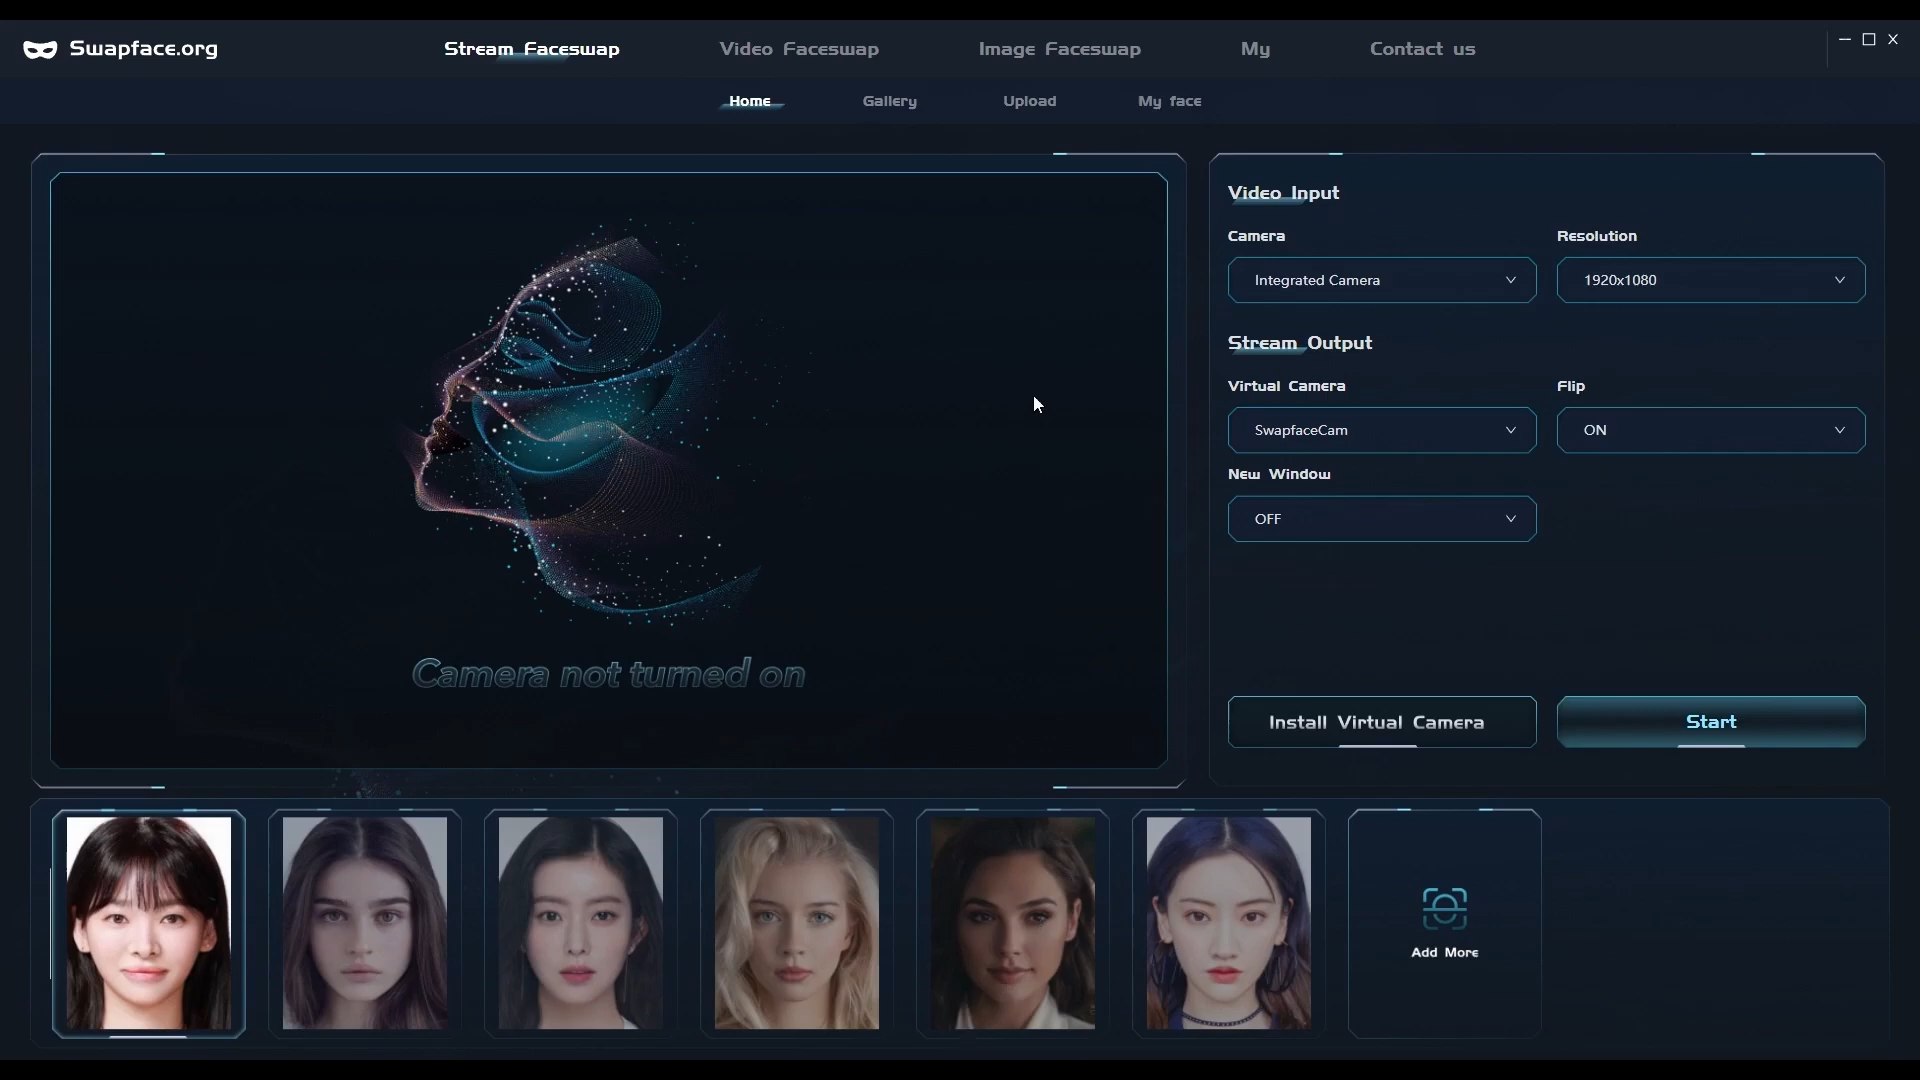 Swapface.org
Stream Faceswap
Video Faceswap
Image Faceswap
My
Contact us
Home
Gallery
Upload
My face
Camera not turned on
Video Input
Camera
Resolution
Integrated Camera
1920x1080
Stream Output
Virtual Camera
Flip
SwapfaceCam
ON
New Window
OFF
Install Virtual Camera
Start
Add More